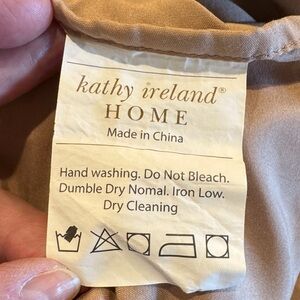 kathy ireland®
HOME
Made in China
Hand washing. Do Not Bleach.
Dumble Dry Nomal. Iron Low.
Dry Cleaning